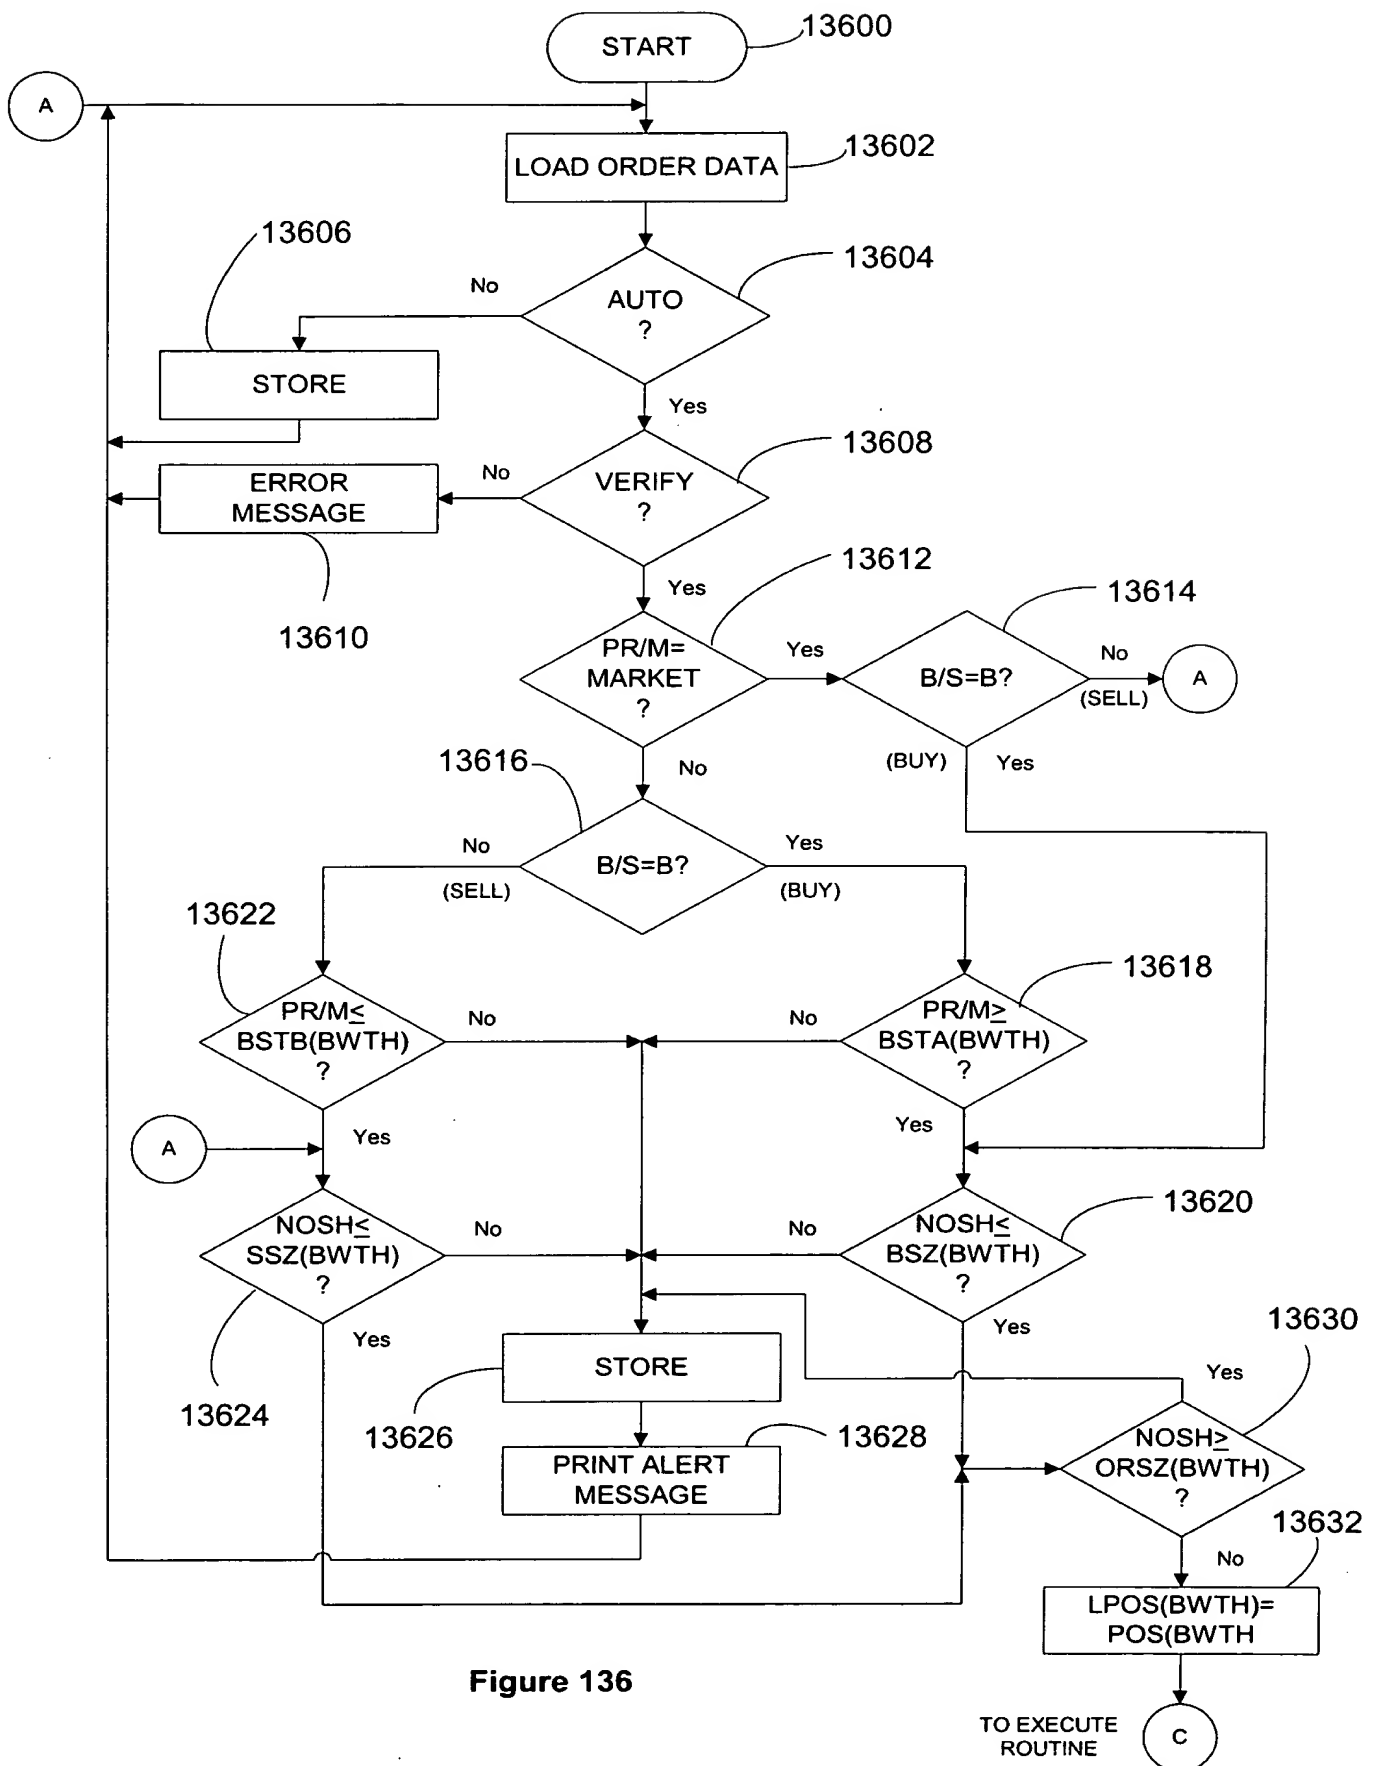 START
13600
A
LOAD ORDER DATA
13602
13606
13604
No
AUTO
?
STORE
Yes
13608
ERROR
MESSAGE
No
VERIFY
?
13612
Yes
13610
13614
PR/M=
MARKET
?
Yes
B/S=B?
No
(SELL)
A
13616
No
(BUY)
Yes
No
(SELL)
B/S=B?
Yes
(BUY)
13622
13618
PR/M≤
BSTB(BWTH)
?
No
No
PR/M≥
BSTA(BWTH)
?
A
Yes
Yes
13620
NOSH≤
SSZ(BWTH)
?
No
No
NOSH≤
BSZ(BWTH)
?
Yes
Yes
13630
STORE
Yes
13624
13626
13628
NOSH≥
ORSZ(BWTH)
?
PRINT ALERT
MESSAGE
13632
No
LPOS(BWTH)=
POS(BWTH
Figure 136
TO EXECUTE
ROUTINE
C